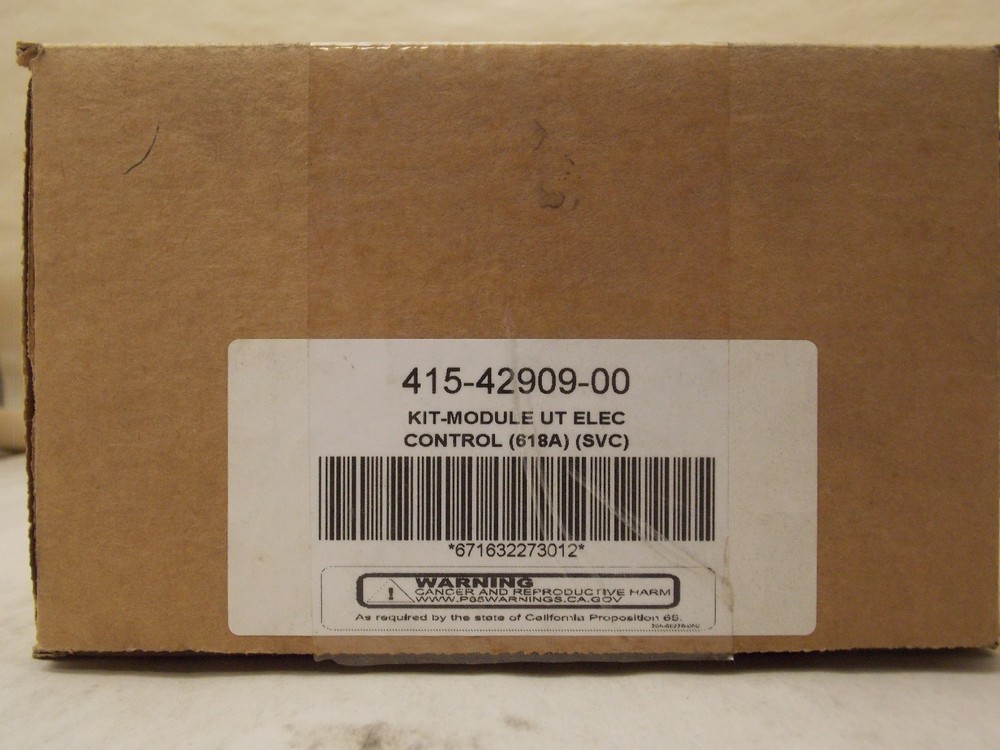 415-42909-00
KIT-MODULE UT ELEC
CONTROL (618A) (SVC)
*671632273012*
WARNING
CANCER AND REPRODUCTIVE HARM
WWW.P65WARNINGS.CA.GOV
As required by the state of California Proposition 65.